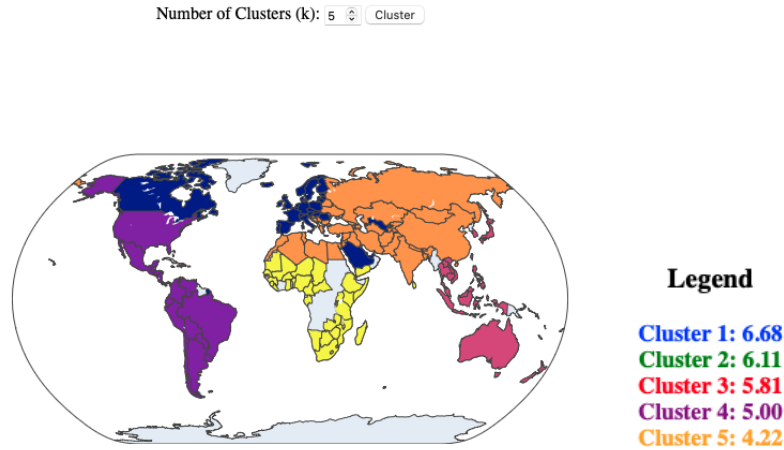 Number of Clusters (k): 5 Cluster
Legend
Cluster 1: 6.68
Cluster 2: 6.11
Cluster 3: 5.81
Cluster 4: 5.00
Cluster 5: 4.22